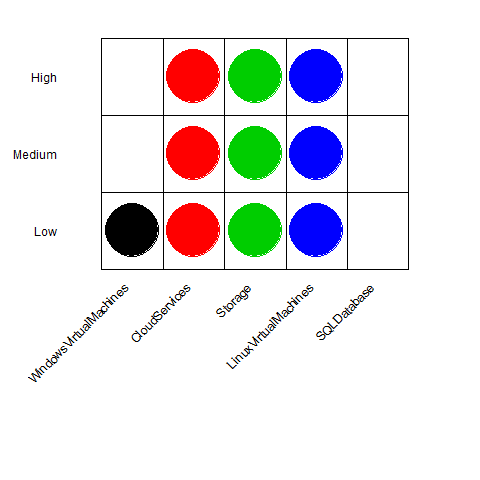 High
Medium
Low
WindowsVirtualMachines
CloudServices
Storage
LinuxVirtualMachines
SQLDatabase